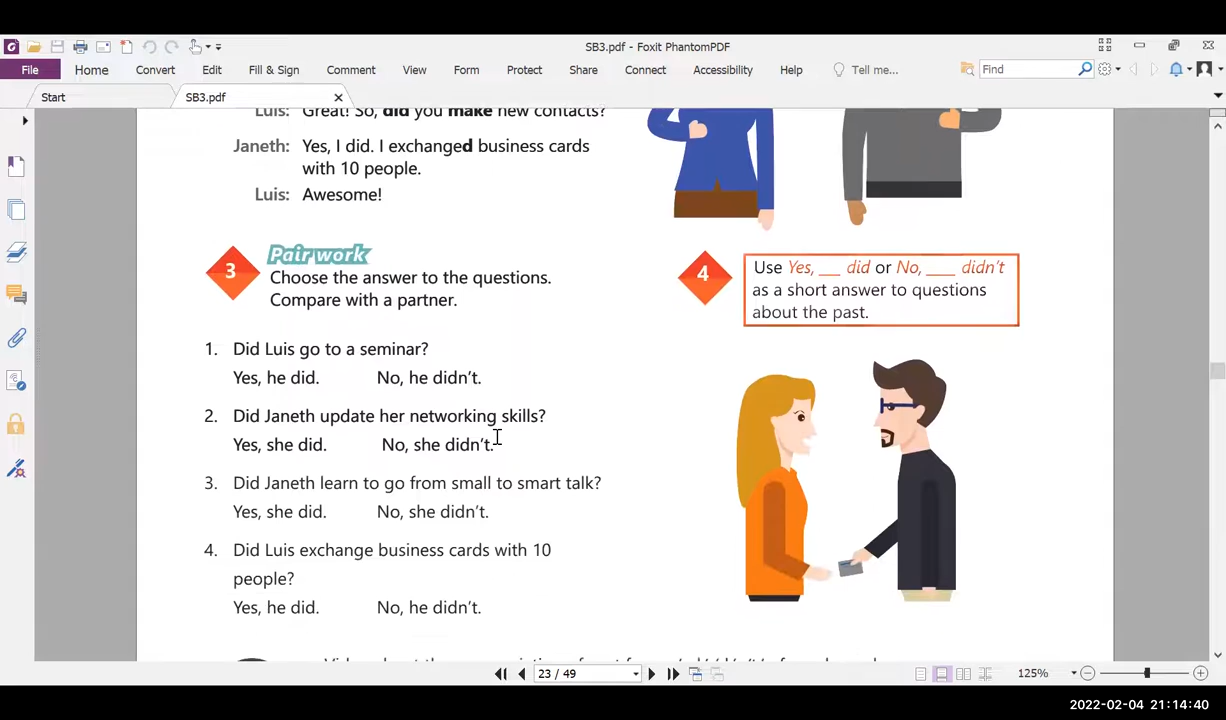 SB3.pdf - Foxit PhantomPDF
File Home Convert Edit Fill & Sign Comment View Form Protect Share Connect Accessibility Help Tell me... Find
Start SB3.pdf
Luis: Great! So, did you make new contacts?
Janeth: Yes, I did. I exchanged business cards
with 10 people.
Luis: Awesome!
3 Pair work
Choose the answer to the questions.
Compare with a partner.
1. Did Luis go to a seminar?
Yes, he did. No, he didn't.
2. Did Janeth update her networking skills?
Yes, she did. No, she didn't.
3. Did Janeth learn to go from small to smart talk?
Yes, she did. No, she didn't.
4. Did Luis exchange business cards with 10
people?
Yes, he did. No, he didn't.
4 Use Yes, __ did or No, ___ didn't
as a short answer to questions
about the past.
23 / 49
125%
2022-02-04 21:14:40